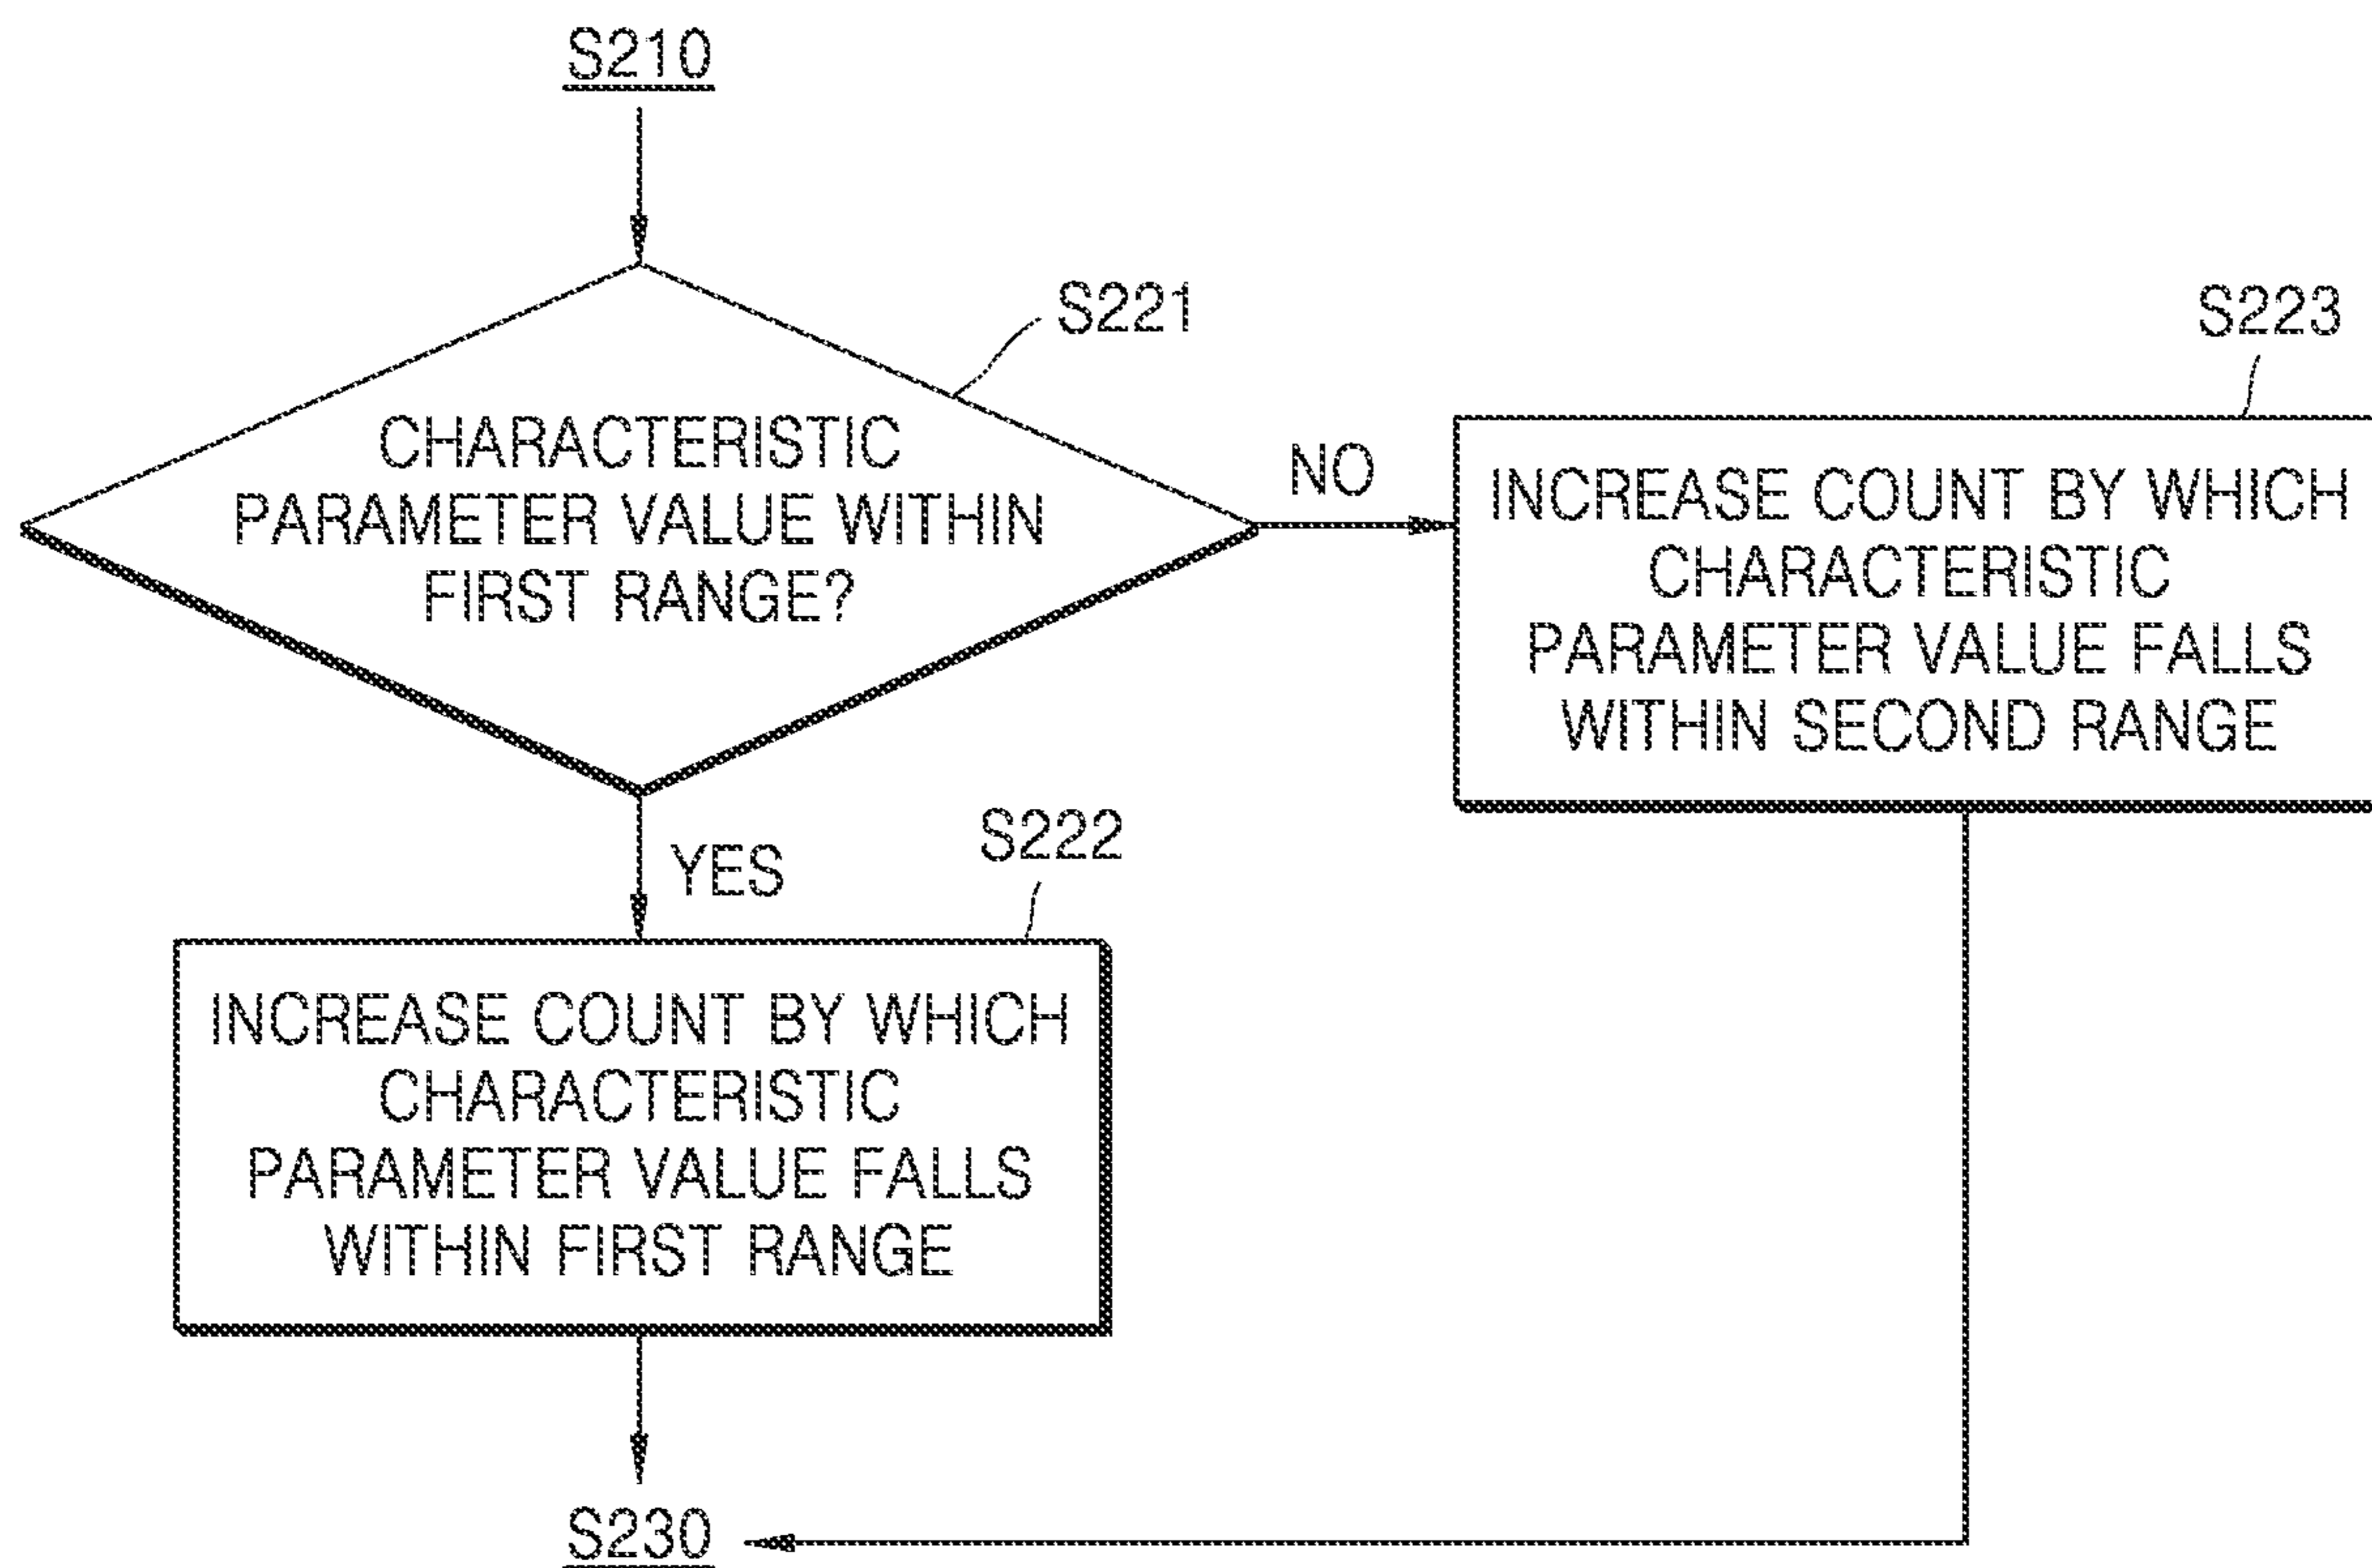 S210
S221
CHARACTERISTIC
PARAMETER VALUE WITHIN
FIRST RANGE?
NO
S223
INCREASE COUNT BY WHICH
CHARACTERISTIC
PARAMETER VALUE FALLS
WITHIN SECOND RANGE
YES
S222
INCREASE COUNT BY WHICH
CHARACTERISTIC
PARAMETER VALUE FALLS
WITHIN FIRST RANGE
S230